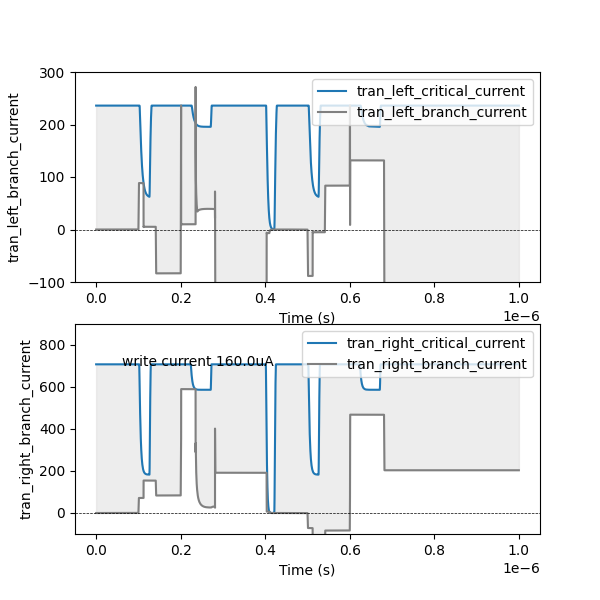 tran_left_branch_current
300
200
100
0
−100
tran_left_critical_current
tran_left_branch_current
0.0 0.2 0.4 0.6 0.8 1.0
Time (s)
1e−6
tran_right_branch_current
800
600
400
200
0
write current 160.0uA
tran_right_critical_current
tran_right_branch_current
0.0 0.2 0.4 0.6 0.8 1.0
Time (s)
1e−6